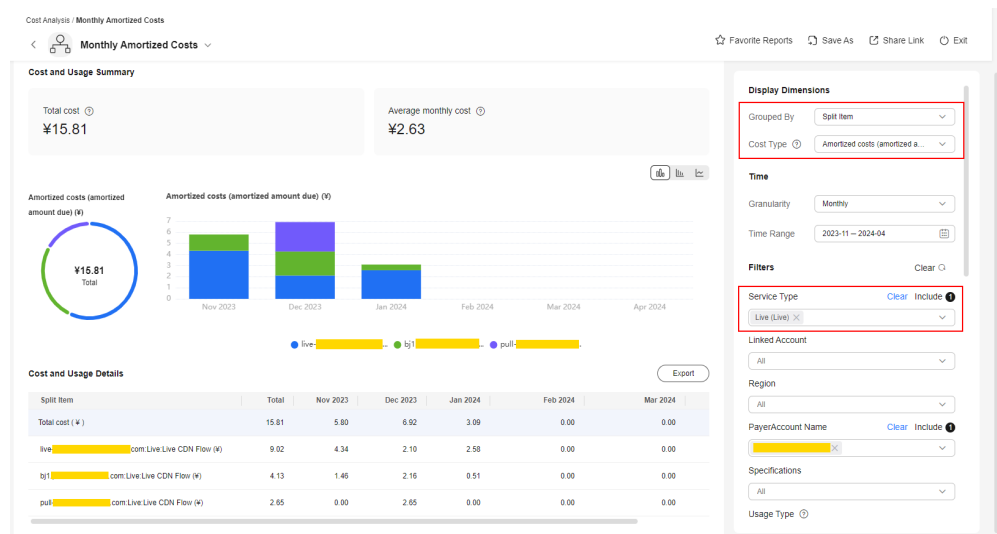 Cost Analysis / Monthly Amortized Costs
Monthly Amortized Costs
Favorite Reports Save As Share Link Exit
Cost and Usage Summary
Total cost
¥15.81
Average monthly cost
¥2.63
Amortized costs (amortized
amount due) (¥)
¥15.81
Total
Amortized costs (amortized amount due) (¥)
7
6
5
4
3
2
1
0
Nov 2023 Dec 2023 Jan 2024 Feb 2024 Mar 2024 Apr 2024
live- ... bj1 ... pull- .
Cost and Usage Details
Export
Split Item Total Nov 2023 Dec 2023 Jan 2024 Feb 2024 Mar 2024
Total cost (¥) 15.81 5.80 6.92 3.09 0.00 0.00
live- com:Live:Live CDN Flow (¥) 9.02 4.34 2.10 2.58 0.00 0.00
bj1 .com:Live:Live CDN Flow (¥) 4.13 1.46 2.16 0.51 0.00 0.00
pull- com:Live:Live CDN Flow (¥) 2.65 0.00 2.65 0.00 0.00 0.00
Display Dimensions
Grouped By Split Item
Cost Type Amortized costs (amortized a...
Time
Granularity Monthly
Time Range 2023-11 – 2024-04
Filters Clear
Service Type Clear Include 1
Live (Live)
Linked Account
All
Region
All
PayerAccount Name Clear Include 1
Specifications
All
Usage Type